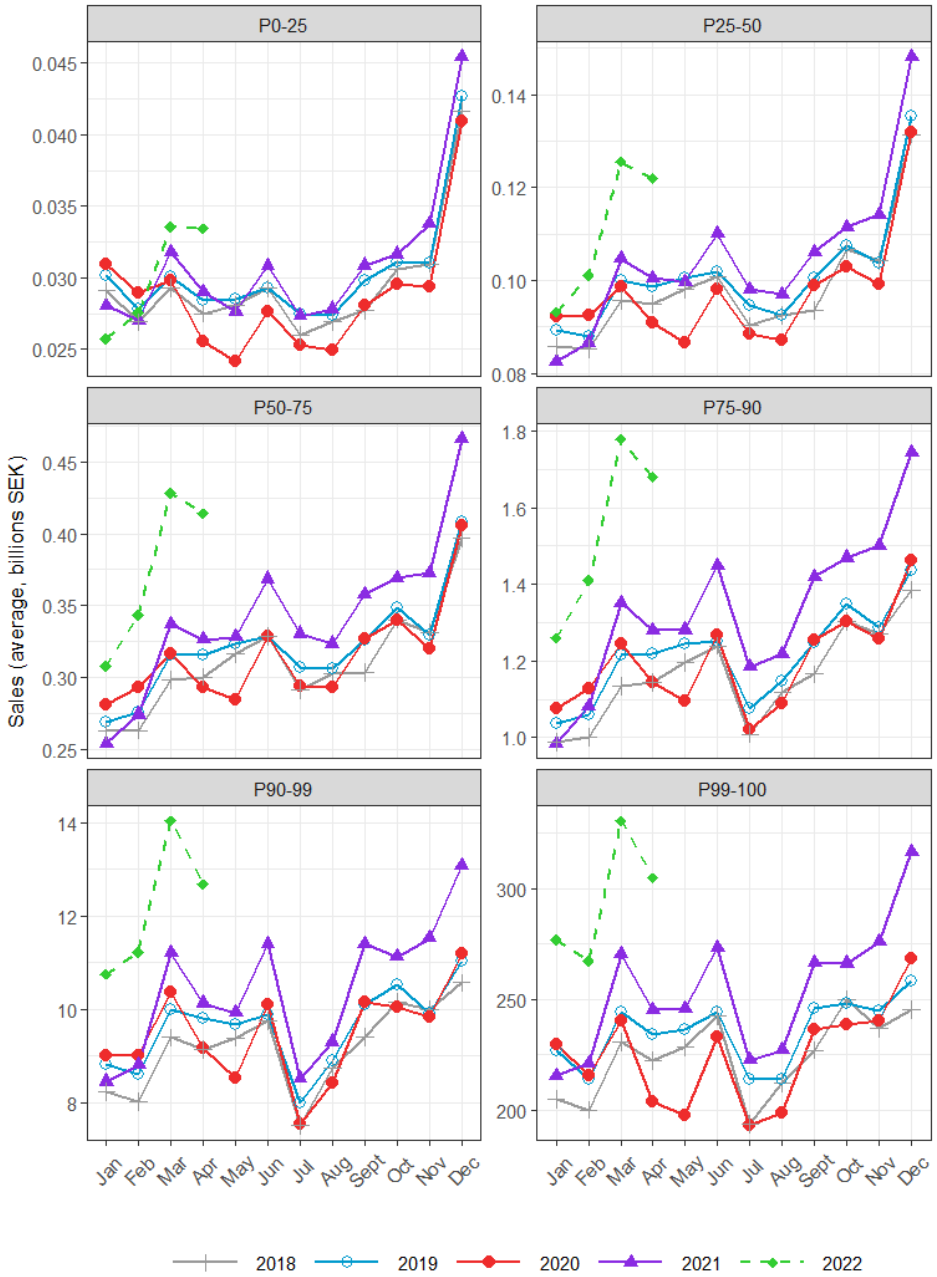 P0-25
P25-50
0.045
0.040
0.035
0.030
0.025
0.14
0.12
0.10
0.08
P50-75
P75-90
Sales (average, billions SEK)
0.45
0.40
0.35
0.30
0.25
1.8
1.6
1.4
1.2
1.0
P90-99
P99-100
14
12
10
8
300
250
200
Jan Feb Mar Apr May Jun Jul Aug Sept Oct Nov Dec
Jan Feb Mar Apr May Jun Jul Aug Sept Oct Nov Dec
2018 2019 2020 2021 2022